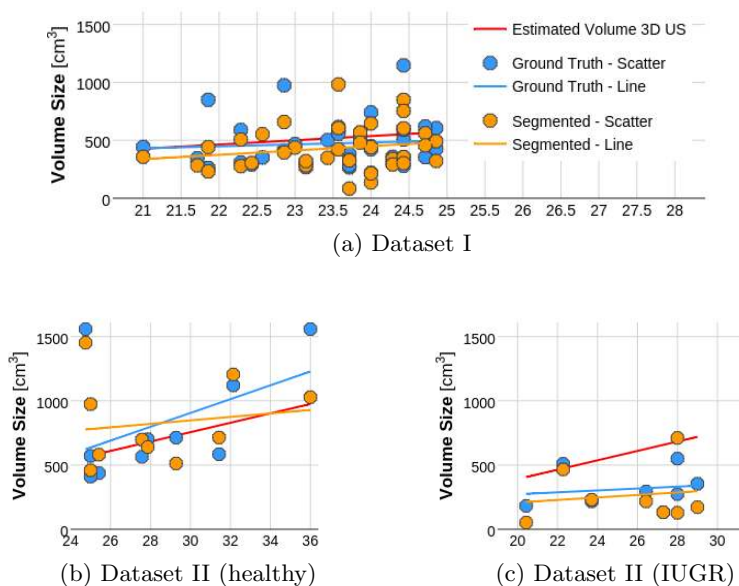 1500
1000
500
0
Volume Size [cm³]
21 21.5 22 22.5 23 23.5 24 24.5 25 25.5 26 26.5 27 27.5 28
Estimated Volume 3D US
Ground Truth - Scatter
Ground Truth - Line
Segmented - Scatter
Segmented - Line
(a) Dataset I
1500
1000
500
0
Volume Size [cm³]
24 26 28 30 32 34 36
(b) Dataset II (healthy)
1500
1000
500
0
Volume Size [cm³]
20 22 24 26 28 30
(c) Dataset II (IUGR)